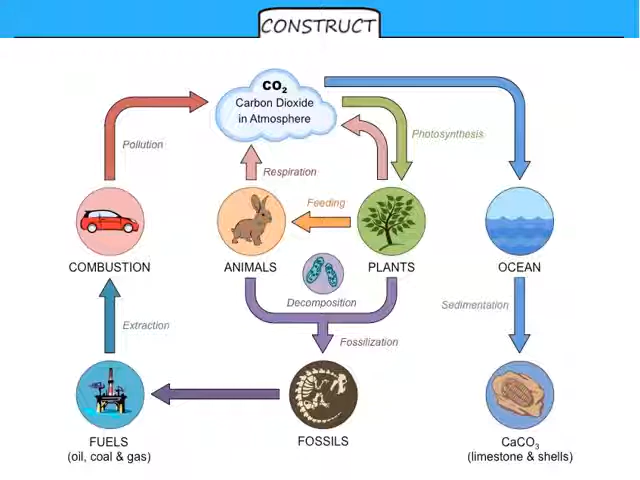 CONSTRUCT
CO₂
Carbon Dioxide
in Atmosphere
Pollution
Photosynthesis
Respiration
Feeding
COMBUSTION
ANIMALS
PLANTS
OCEAN
Decomposition
Sedimentation
Extraction
Fossilization
FUELS
(oil, coal & gas)
FOSSILS
CaCO₃
(limestone & shells)